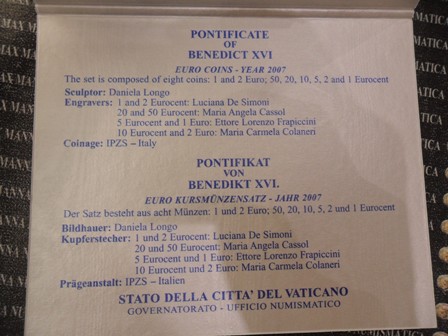 PONTIFICATE
OF
BENEDICT XVI
EURO COINS - YEAR 2007
The set is composed of eight coins: 1 and 2 Euro; 50, 20, 10, 5, 2 and 1 Eurocent
Sculptor: Daniela Longo
Engravers: 1 and 2 Eurocent: Luciana De Simoni
20 and 50 Eurocent: Maria Angela Cassol
5 Eurocent and 1 Euro: Ettore Lorenzo Frapiccini
10 Eurocent and 2 Euro: Maria Carmela Colaneri
Coinage: IPZS – Italy
PONTIFIKAT
VON
BENEDIKT XVI.
EURO KURSMÜNZENSATZ - JAHR 2007
Der Satz besteht aus acht Münzen: 1 und 2 Euro; 50, 20, 10, 5, 2 und 1 Eurocent
Bildhauer: Daniela Longo
Kupferstecher: 1 und 2 Eurocent: Luciana De Simoni
20 und 50 Eurocent: Maria Angela Cassol
5 Eurocent und 1 Euro: Ettore Lorenzo Frapiccini
10 Eurocent und 2 Euro: Maria Carmela Colaneri
Prägeanstalt: IPZS – Italien
STATO DELLA CITTA' DEL VATICANO
GOVERNATORATO - UFFICIO NUMISMATICO